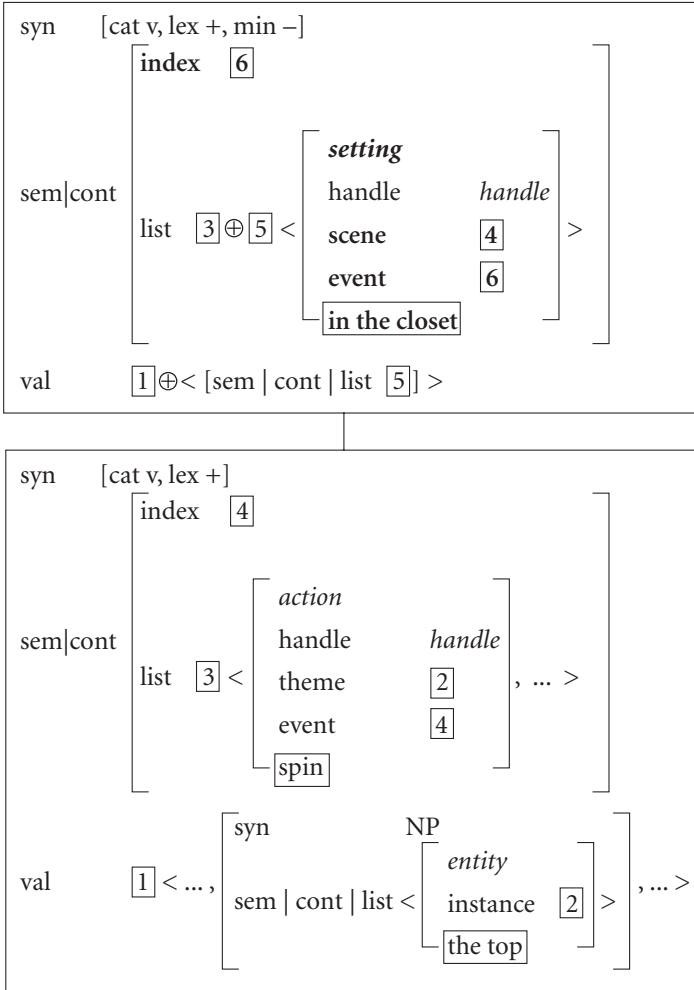 syn [cat v, lex +, min –]
index 6
setting
handle handle
sem|cont list 3 ⊕ 5 < scene 4 >
event 6
in the closet
val 1 ⊕ < [sem | cont | list 5] >
syn [cat v, lex +]
index 4
action
handle handle
sem|cont list 3 < theme 2 , ... >
event 4
spin
syn NP
entity
val 1 < ... , sem | cont | list < instance 2 > , ... >
the top